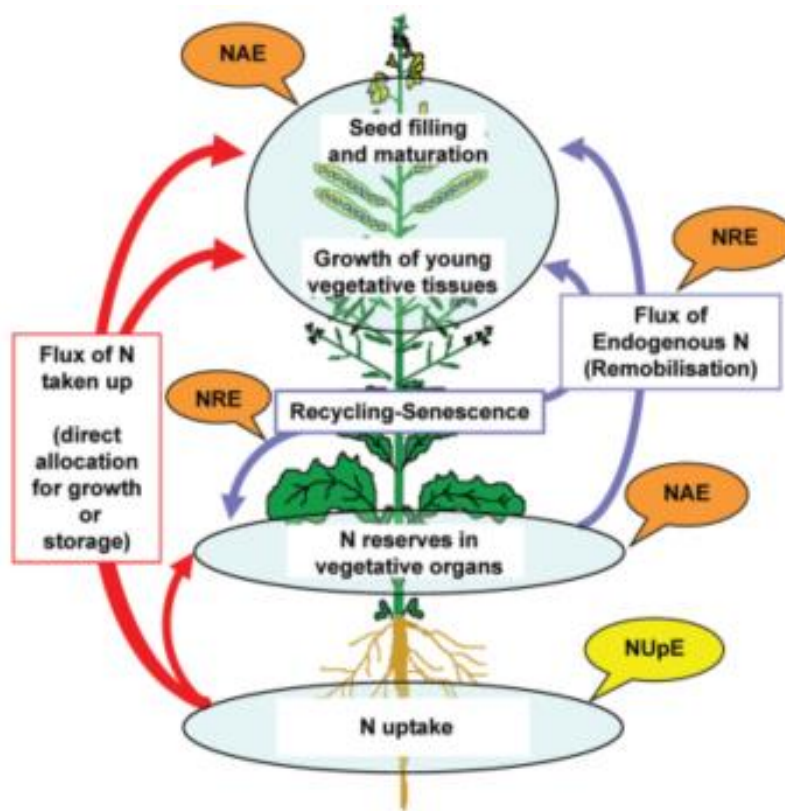 NAE
Seed filling
and maturation
Growth of young
vegetative tissues
NRE
Flux of
Endogenous N
(Remobilisation)
Flux of N
taken up
(direct
allocation
for growth
or
storage)
NRE
Recycling-Senescence
NAE
N reserves in
vegetative organs
NUpE
N uptake